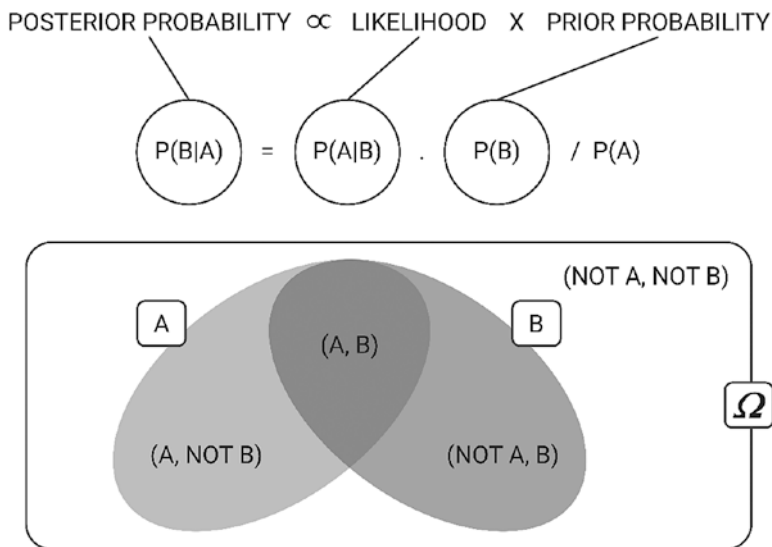 POSTERIOR PROBABILITY ∝ LIKELIHOOD X PRIOR PROBABILITY
P(B|A) = P(A|B) . P(B) / P(A)
(NOT A, NOT B)
A
B
(A, B)
Ω
(A, NOT B)
(NOT A, B)